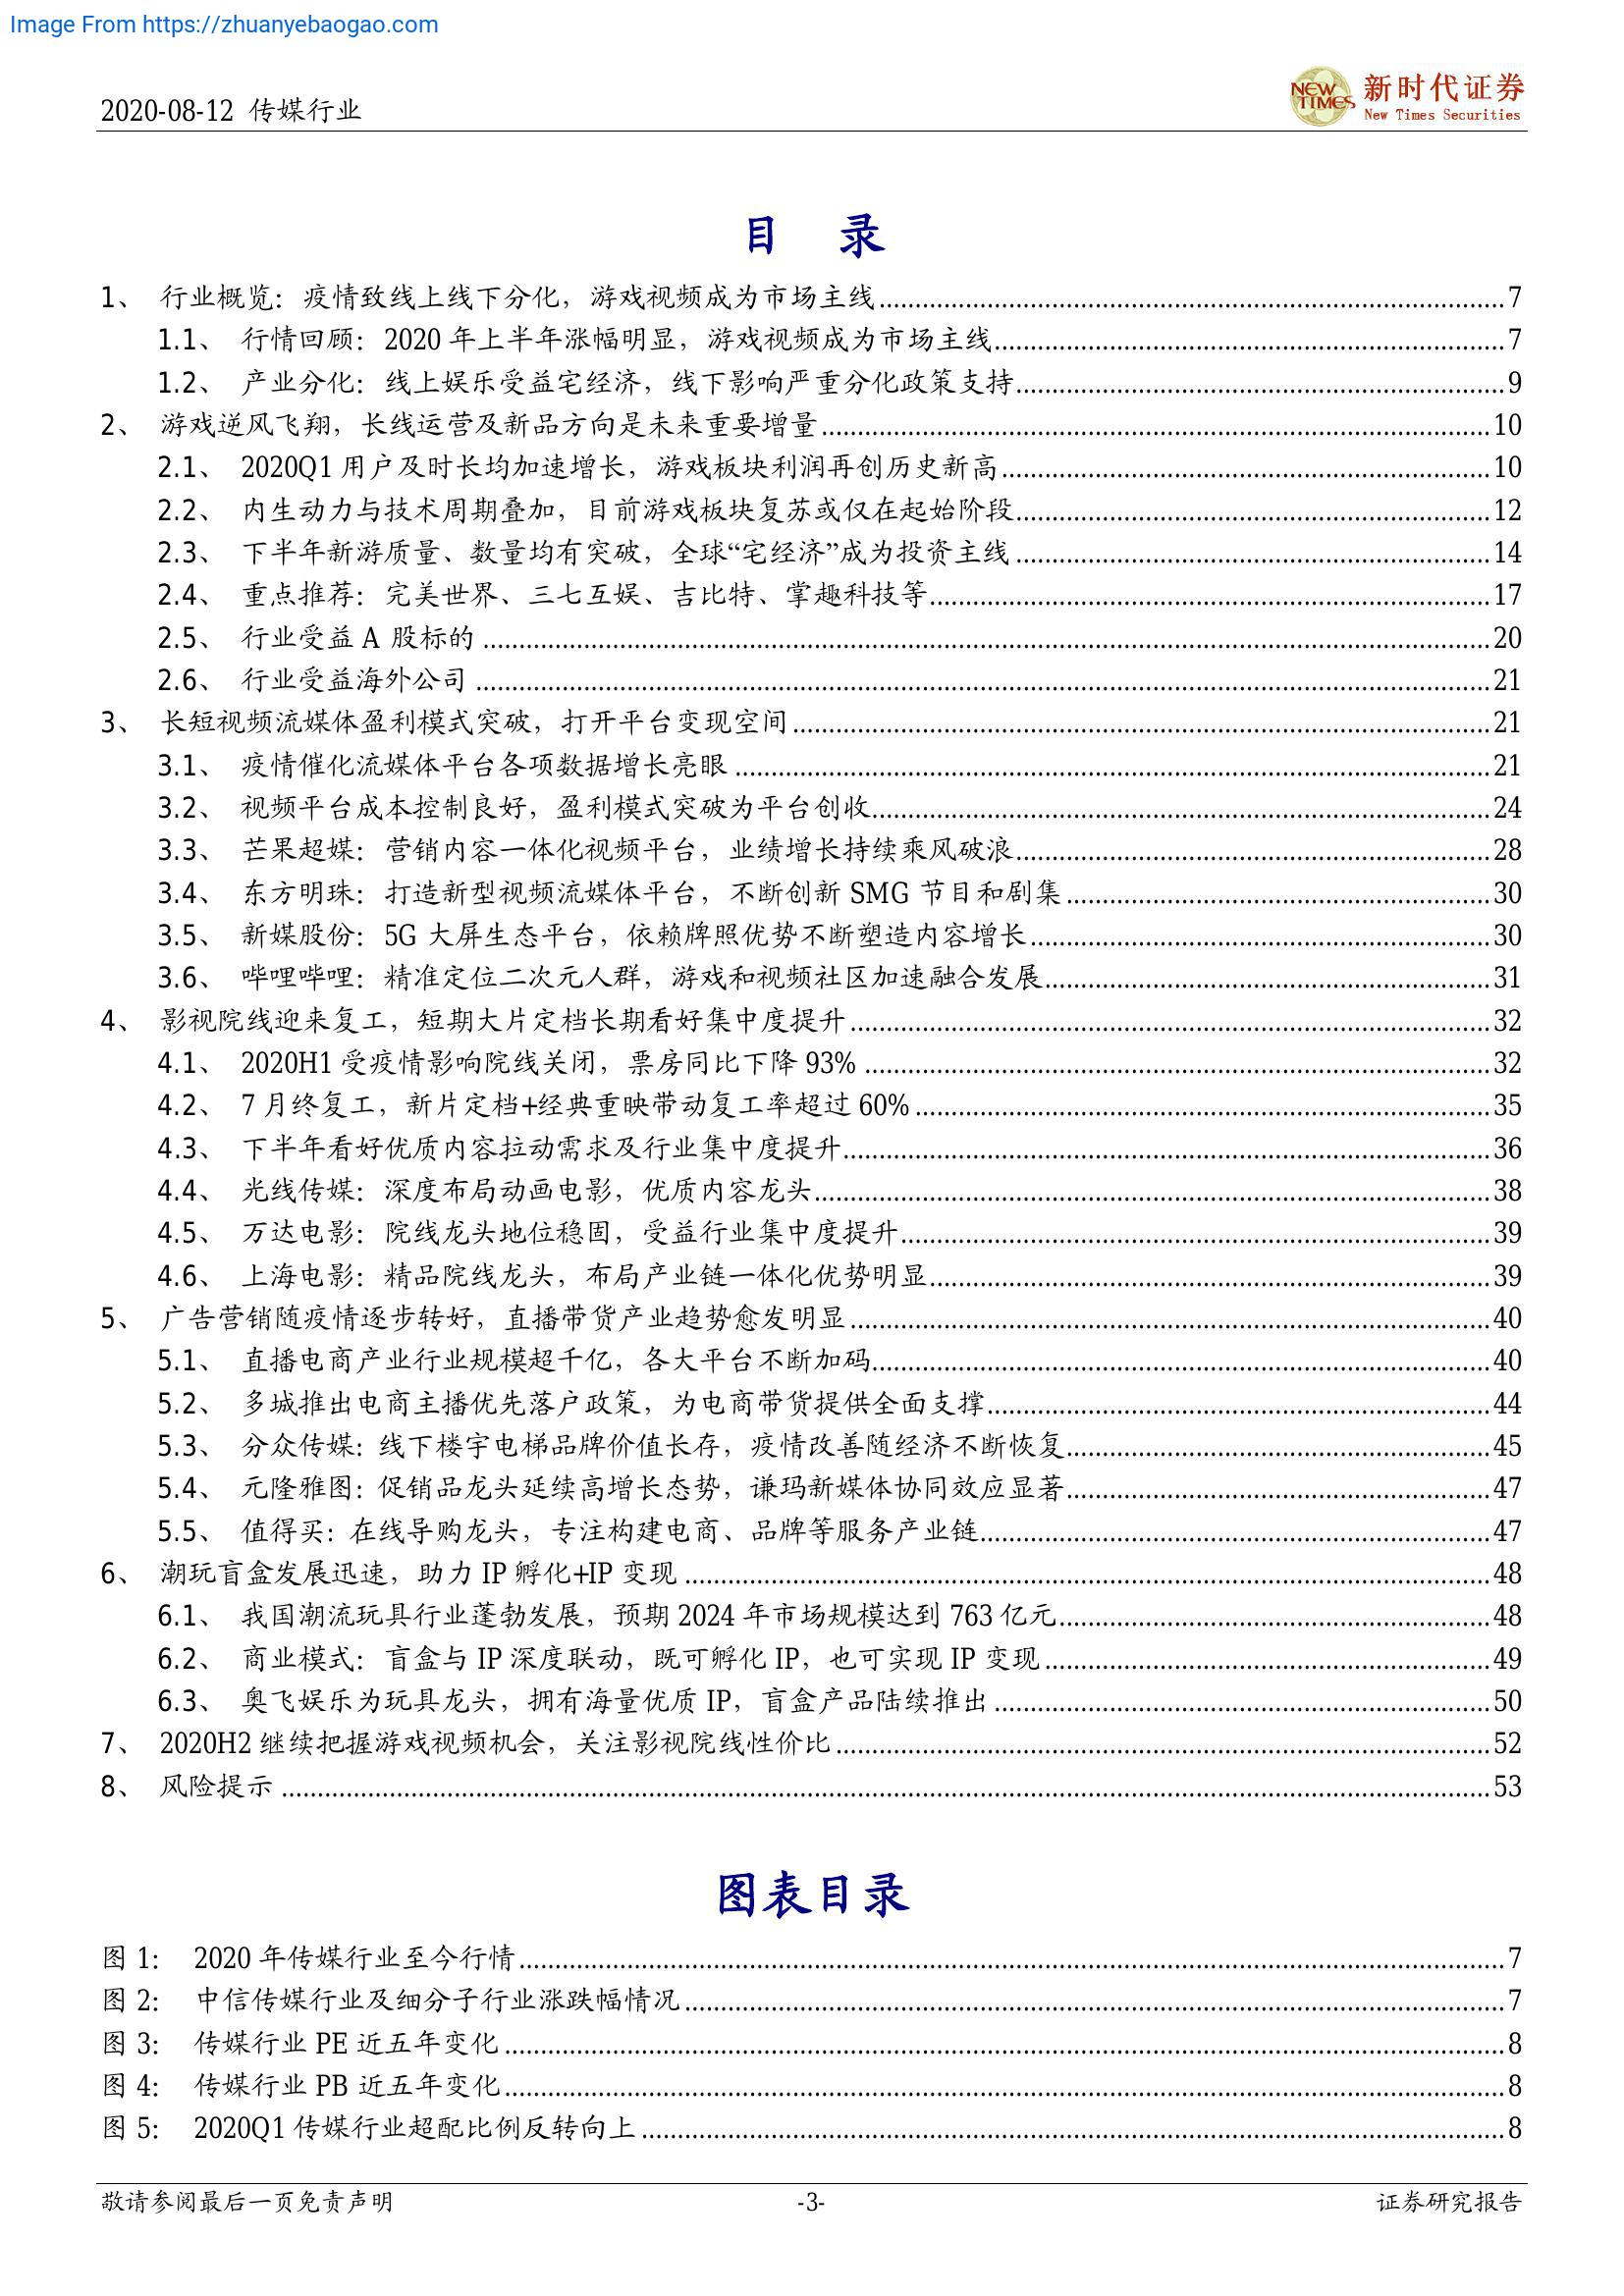 Image From https://zhuanyebaogao.com
2020-08-12 传媒行业
NEW TIMES
新时代证券
New Times Securities
目 录
1、 行业概览：疫情致线上线下分化，游戏视频成为市场主线 7
1.1、 行情回顾：2020 年上半年涨幅明显，游戏视频成为市场主线 7
1.2、 产业分化：线上娱乐受益宅经济，线下影响严重分化政策支持 9
2、 游戏逆风飞翔，长线运营及新品方向是未来重要增量 10
2.1、 2020Q1 用户及时长均加速增长，游戏板块利润再创历史新高 10
2.2、 内生动力与技术周期叠加，目前游戏板块复苏或仅在起始阶段 12
2.3、 下半年新游质量、数量均有突破，全球“宅经济”成为投资主线 14
2.4、 重点推荐：完美世界、三七互娱、吉比特、掌趣科技等 17
2.5、 行业受益 A 股标的 20
2.6、 行业受益海外公司 21
3、 长短视频流媒体盈利模式突破，打开平台变现空间 21
3.1、 疫情催化流媒体平台各项数据增长亮眼 21
3.2、 视频平台成本控制良好，盈利模式突破为平台创收 24
3.3、 芒果超媒：营销内容一体化视频平台，业绩增长持续乘风破浪 28
3.4、 东方明珠：打造新型视频流媒体平台，不断创新 SMG 节目和剧集 30
3.5、 新媒股份：5G 大屏生态平台，依赖牌照优势不断塑造内容增长 30
3.6、 哔哩哔哩：精准定位二次元人群，游戏和视频社区加速融合发展 31
4、 影视院线迎来复工，短期大片定档长期看好集中度提升 32
4.1、 2020H1 受疫情影响院线关闭，票房同比下降 93% 32
4.2、 7 月终复工，新片定档+经典重映带动复工率超过 60% 35
4.3、 下半年看好优质内容拉动需求及行业集中度提升 36
4.4、 光线传媒：深度布局动画电影，优质内容龙头 38
4.5、 万达电影：院线龙头地位稳固，受益行业集中度提升 39
4.6、 上海电影：精品院线龙头，布局产业链一体化优势明显 39
5、 广告营销随疫情逐步转好，直播带货产业趋势愈发明显 40
5.1、 直播电商产业行业规模超千亿，各大平台不断加码 40
5.2、 多城推出电商主播优先落户政策，为电商带货提供全面支撑 44
5.3、 分众传媒：线下楼宇电梯品牌价值长存，疫情改善随经济不断恢复 45
5.4、 元隆雅图：促销品龙头延续高增长态势，谦玛新媒体协同效应显著 47
5.5、 值得买：在线导购龙头，专注构建电商、品牌等服务产业链 47
6、 潮玩盲盒发展迅速，助力 IP 孵化+IP 变现 48
6.1、 我国潮流玩具行业蓬勃发展，预期 2024 年市场规模达到 763 亿元 48
6.2、 商业模式：盲盒与 IP 深度联动，既可孵化 IP，也可实现 IP 变现 49
6.3、 奥飞娱乐为玩具龙头，拥有海量优质 IP，盲盒产品陆续推出 50
7、 2020H2 继续把握游戏视频机会，关注影视院线性价比 52
8、 风险提示 53
图表目录
图 1: 2020 年传媒行业至今行情 7
图 2: 中信传媒行业及细分子行业涨跌幅情况 7
图 3: 传媒行业 PE 近五年变化 8
图 4: 传媒行业 PB 近五年变化 8
图 5: 2020Q1 传媒行业超配比例反转向上 8
敬请参阅最后一页免责声明 -3- 证券研究报告